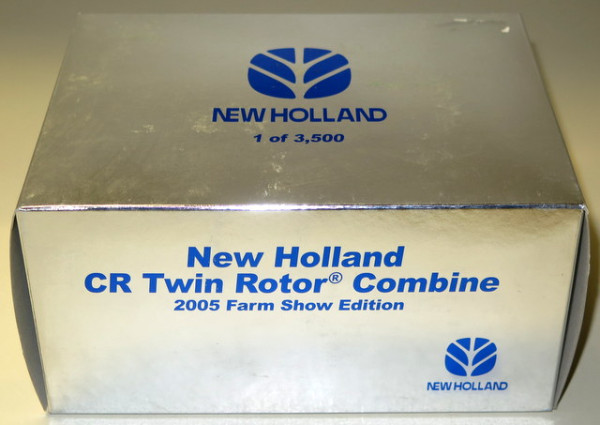 NEW HOLLAND
1 of 3,500
New Holland
CR Twin Rotor® Combine
2005 Farm Show Edition
NEW HOLLAND